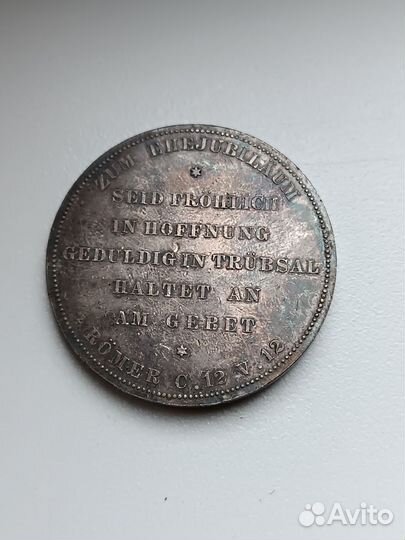 ZUM EHEJUBILÄUM
SEID FRÖHLICH
IN HOFFNUNG
GEDULDIG IN TRÜBSAL
HALTET AN
AM GEBET
RÖMER C. 12 V. 12
Avito